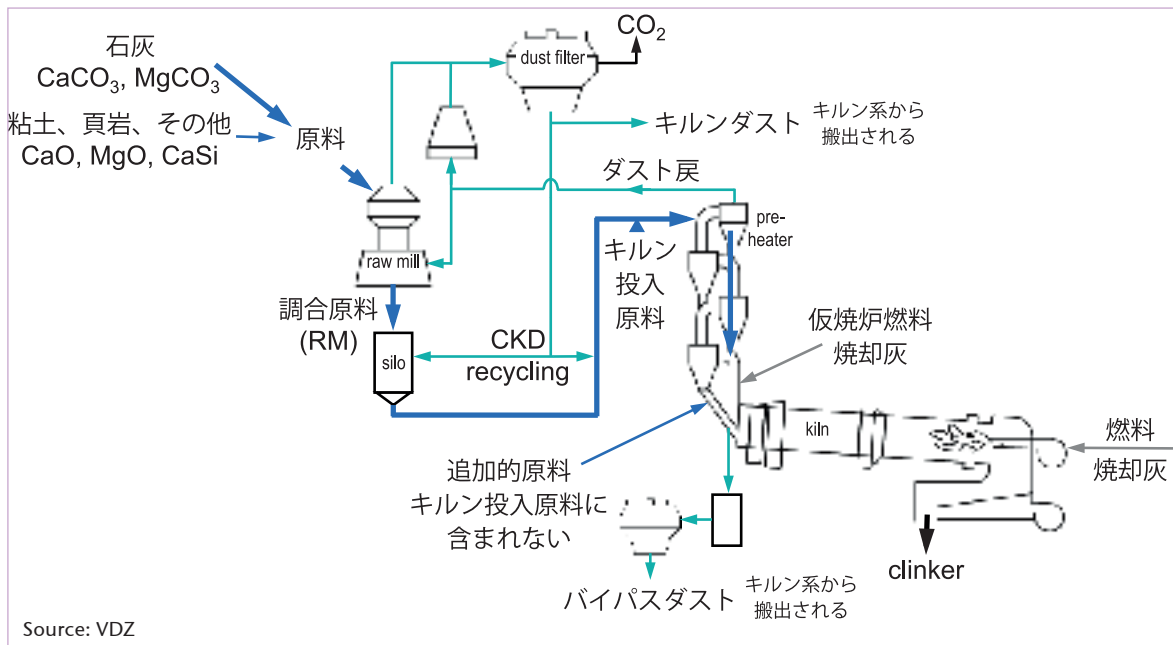 石灰
CaCO₃, MgCO₃
粘土、頁岩、その他
CaO, MgO, CaSi
原料
dust filter
CO₂
キルンダスト
キルン系から
搬出される
ダスト戻
pre-
heater
raw mill
キルン
投入
原料
調合原料
(RM)
silo
CKD
recycling
仮焼炉燃料
焼却灰
kiln
燃料
焼却灰
追加的原料
キルン投入原料に
含まれない
clinker
バイパスダスト
キルン系から
搬出される
Source: VDZ